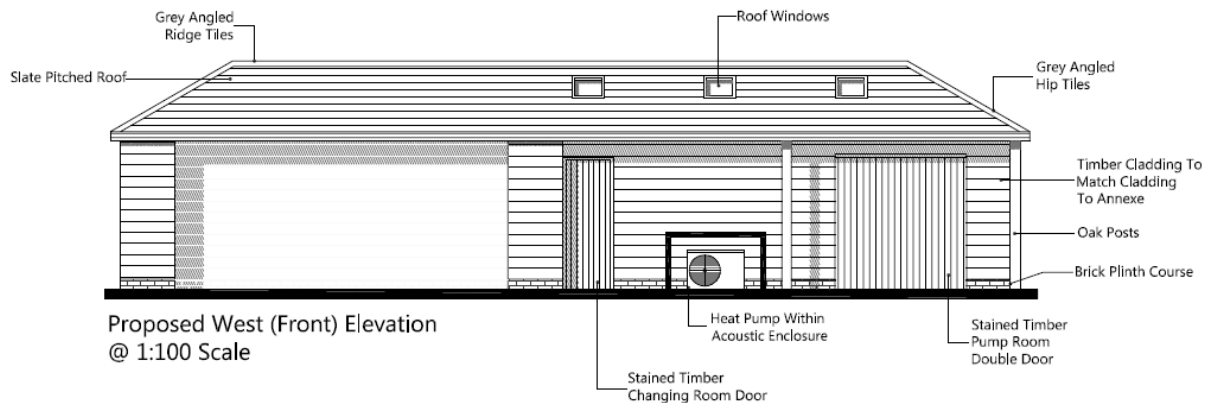 Grey Angled
Ridge Tiles
Roof Windows
Slate Pitched Roof
Grey Angled
Hip Tiles
Timber Cladding To
Match Cladding
To Annexe
Oak Posts
Brick Plinth Course
Proposed West (Front) Elevation
@ 1:100 Scale
Heat Pump Within
Acoustic Enclosure
Stained Timber
Pump Room
Double Door
Stained Timber
Changing Room Door